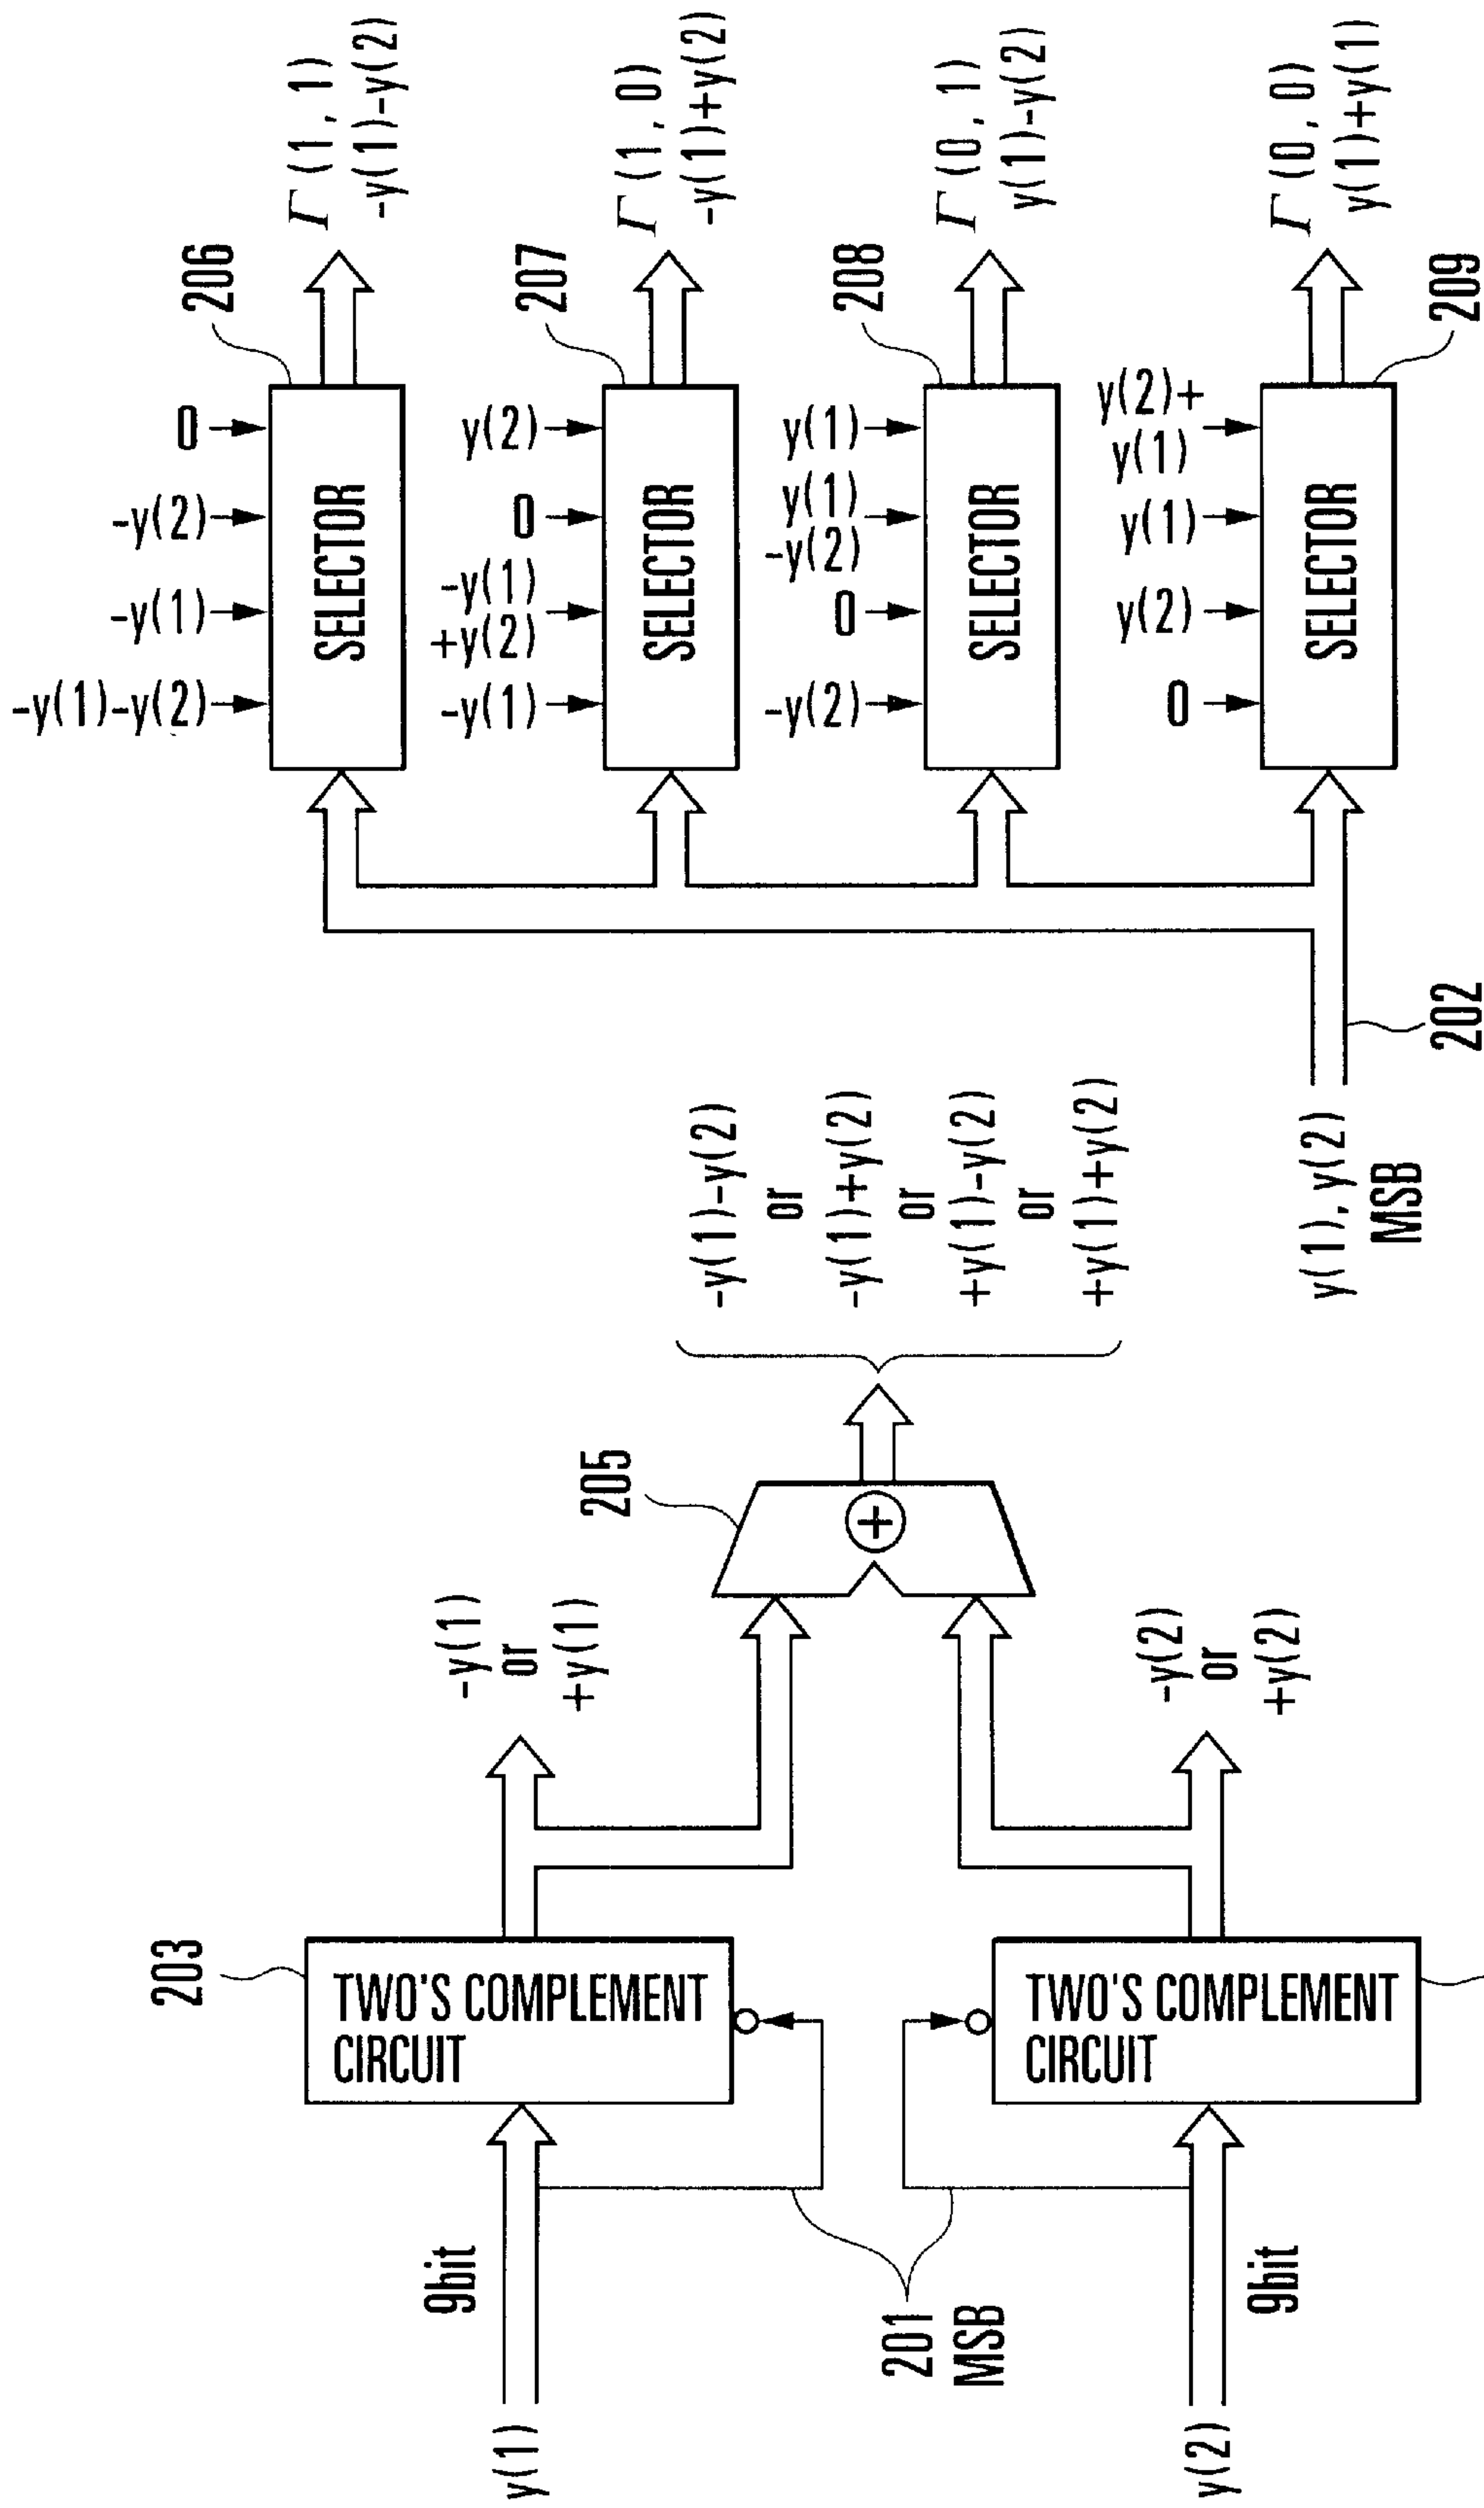 y(1)
9bit
203
TWO'S COMPLEMENT
CIRCUIT
-y(1)
or
+y(1)
201
MSB
y(2)
9bit
TWO'S COMPLEMENT
CIRCUIT
-y(2)
or
+y(2)
205
+
-y(1)-y(2)
or
-y(1)+y(2)
or
+y(1)-y(2)
or
+y(1)+y(2)
y(1),y(2)
MSB
202
-y(1)-y(2)
-y(1)
-y(2)
0
SELECTOR
206
Γ(1,1)
-y(1)-y(2)
-y(1)
-y(1)
+y(2)
0
y(2)
SELECTOR
207
Γ(1,0)
-y(1)+y(2)
-y(2)
0
y(1)
-y(2)
y(1)
SELECTOR
208
Γ(0,1)
y(1)-y(2)
0
y(2)
y(1)
y(2)+
y(1)
SELECTOR
209
Γ(0,0)
y(1)+y(1)